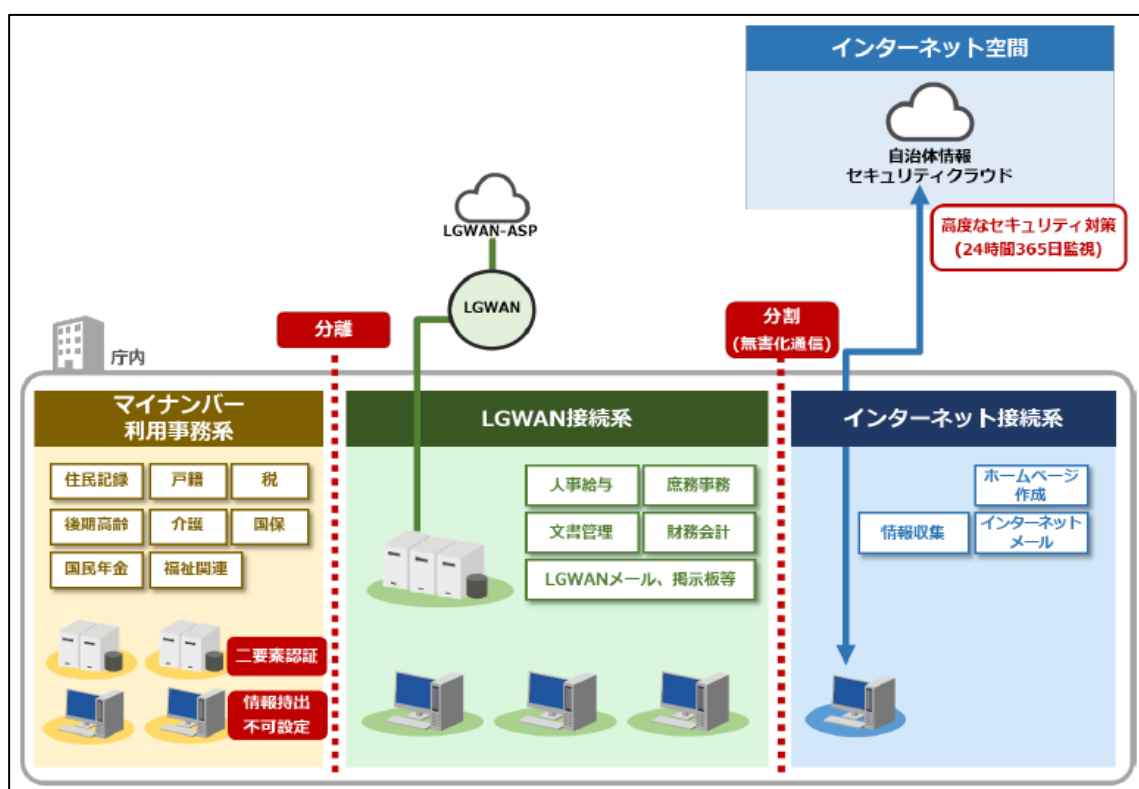 インターネット空間
自治体情報
セキュリティクラウド
高度なセキュリティ対策
(24時間365日監視)
LGWAN-ASP
LGWAN
分離
分割
(無害化通信)
庁内
マイナンバー
利用事務系
住民記録
戸籍
税
後期高齢
介護
国保
国民年金
福祉関連
二要素認証
情報持出
不可設定
LGWAN接続系
人事給与
庶務事務
文書管理
財務会計
LGWANメール、掲示板等
インターネット接続系
ホームページ
作成
情報収集
インターネット
メール